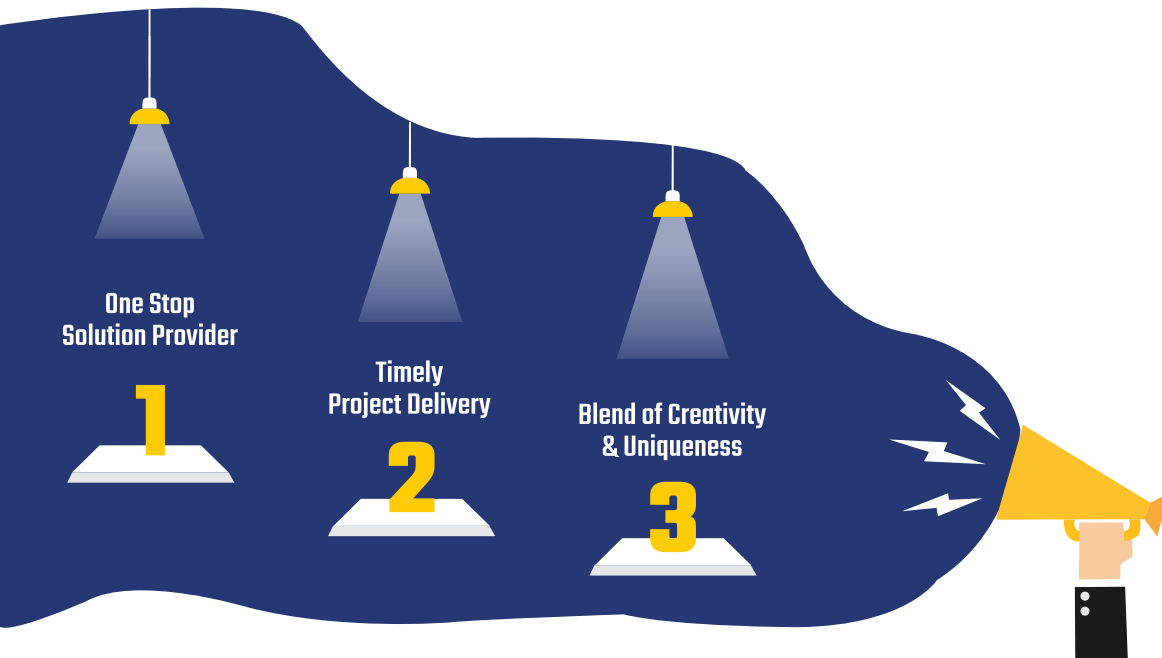 One Stop
Solution Provider
1
Timely
Project Delivery
2
Blend of Creativity
& Uniqueness
3